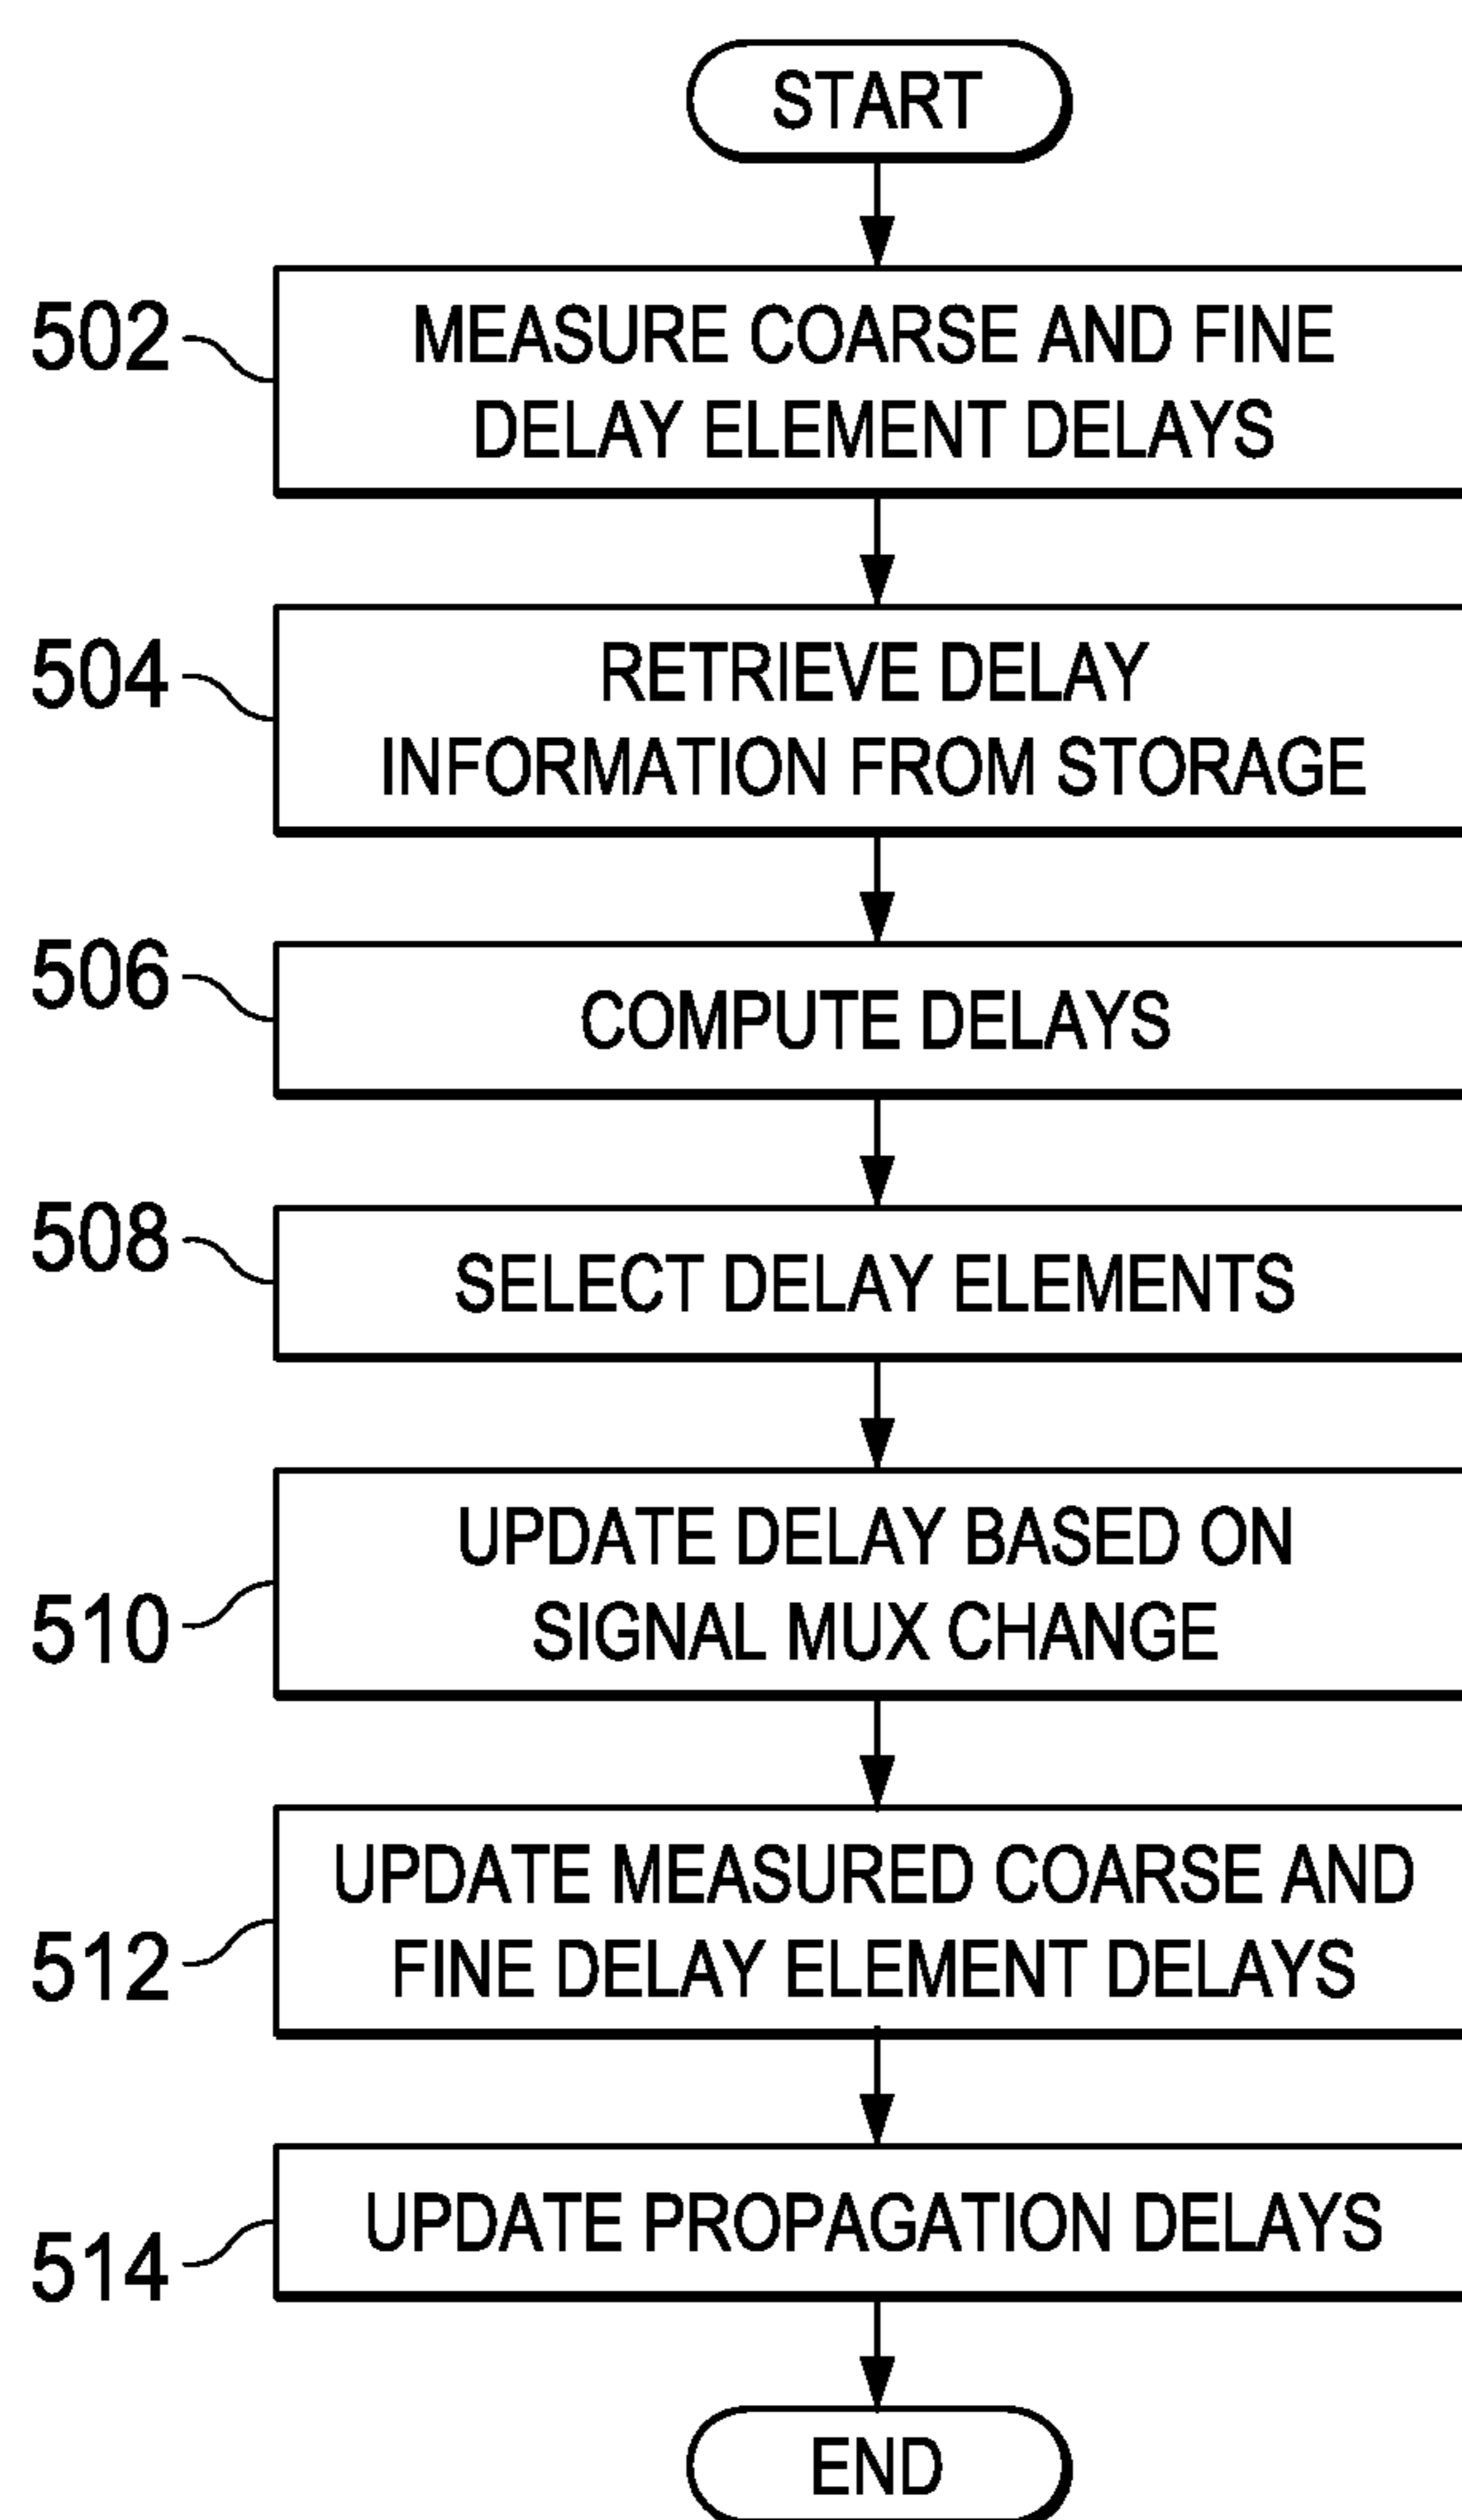 START
502
MEASURE COARSE AND FINE
DELAY ELEMENT DELAYS
504
RETRIEVE DELAY
INFORMATION FROM STORAGE
506
COMPUTE DELAYS
508
SELECT DELAY ELEMENTS
510
UPDATE DELAY BASED ON
SIGNAL MUX CHANGE
512
UPDATE MEASURED COARSE AND
FINE DELAY ELEMENT DELAYS
514
UPDATE PROPAGATION DELAYS
END